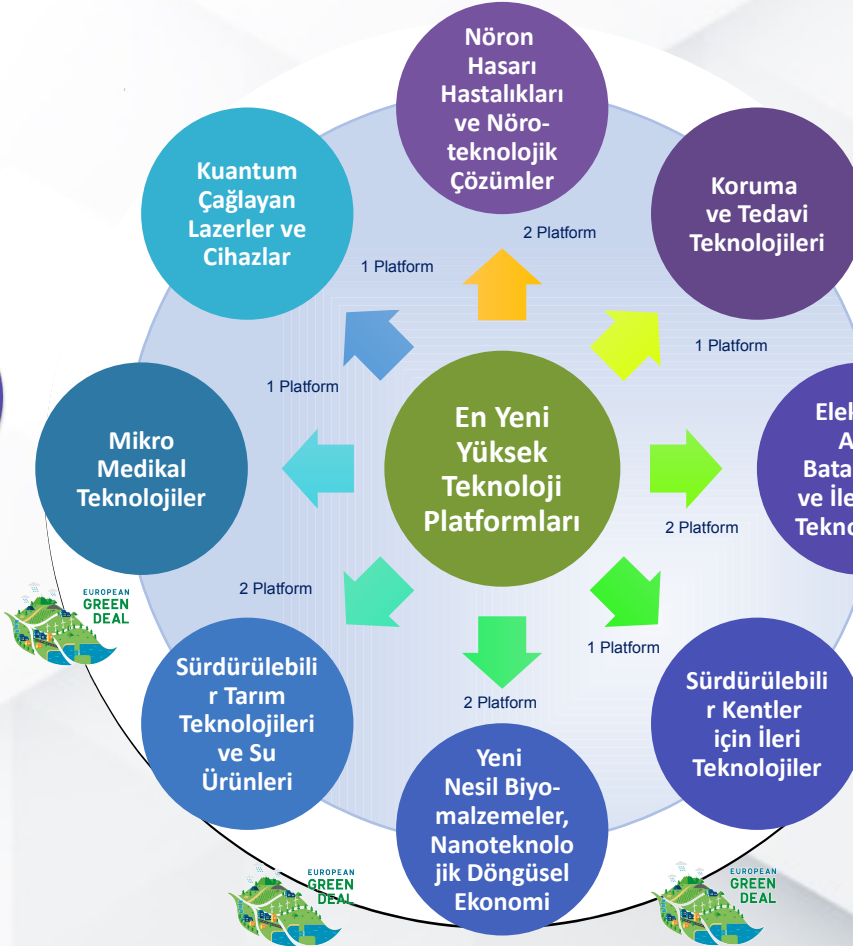 Nöron
Hasarı
Hastalıkları
ve Nöro-
teknolojik
Çözümler
Kuantum
Çağlayan
Lazerler ve
Cihazlar
Koruma
ve Tedavi
Teknolojileri
2 Platform
1 Platform
1 Platform
1 Platform
En Yeni
Yüksek
Teknoloji
Platformları
Mikro
Medikal
Teknolojiler
2 Platform
2 Platform
EUROPEAN
GREEN
DEAL
1 Platform
Sürdürülebili
r Tarım
Teknolojileri
ve Su
Ürünleri
2 Platform
Sürdürülebili
r Kentler
için İleri
Teknolojiler
Yeni
Nesil Biyo-
malzemeler,
Nanoteknolo
jik Döngüsel
Ekonomi
EUROPEAN
GREEN
DEAL
EUROPEAN
GREEN
DEAL